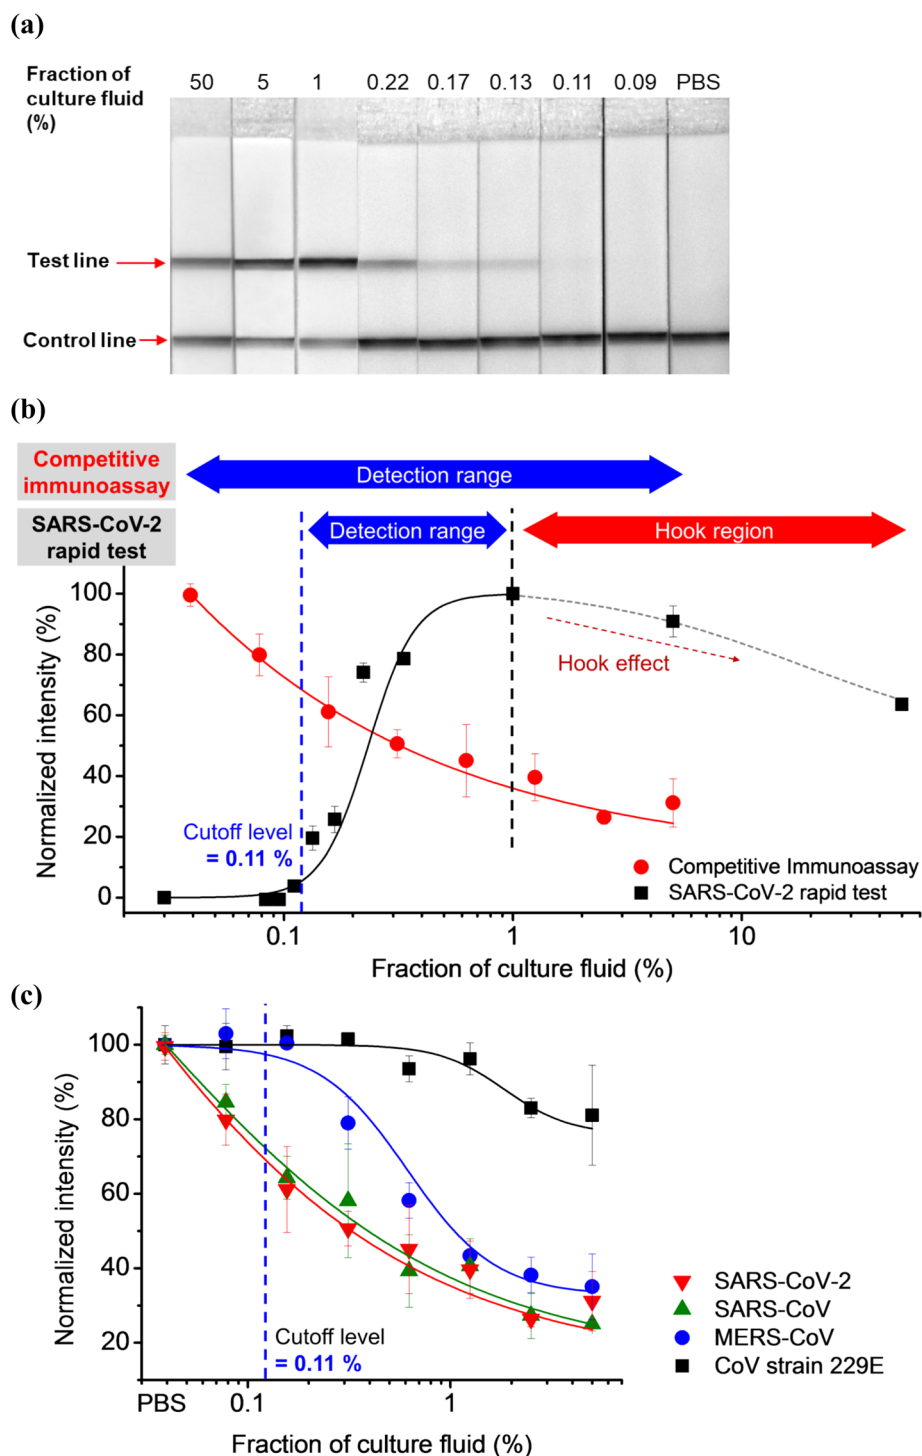 (a)
Fraction of
culture fluid
(%)
50 5 1 0.22 0.17 0.13 0.11 0.09 PBS
Test line
Control line
(b)
Competitive
immunoassay
Detection range
SARS-CoV-2
rapid test
Detection range
Hook region
100
80
60
40
20
0
Normalized intensity (%)
Hook effect
Cutoff level
= 0.11 %
Competitive Immunoassay
SARS-CoV-2 rapid test
0.1 1 10
Fraction of culture fluid (%)
(c)
100
80
60
40
20
Normalized intensity (%)
Cutoff level
= 0.11 %
SARS-CoV-2
SARS-CoV
MERS-CoV
CoV strain 229E
PBS 0.1 1
Fraction of culture fluid (%)